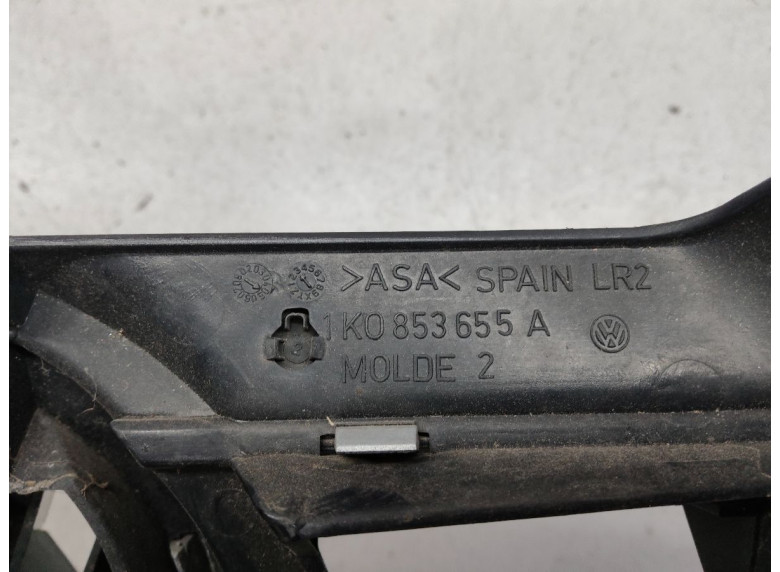 >ASA< SPAIN LR2
1K0 853 655 A
MOLDE 2